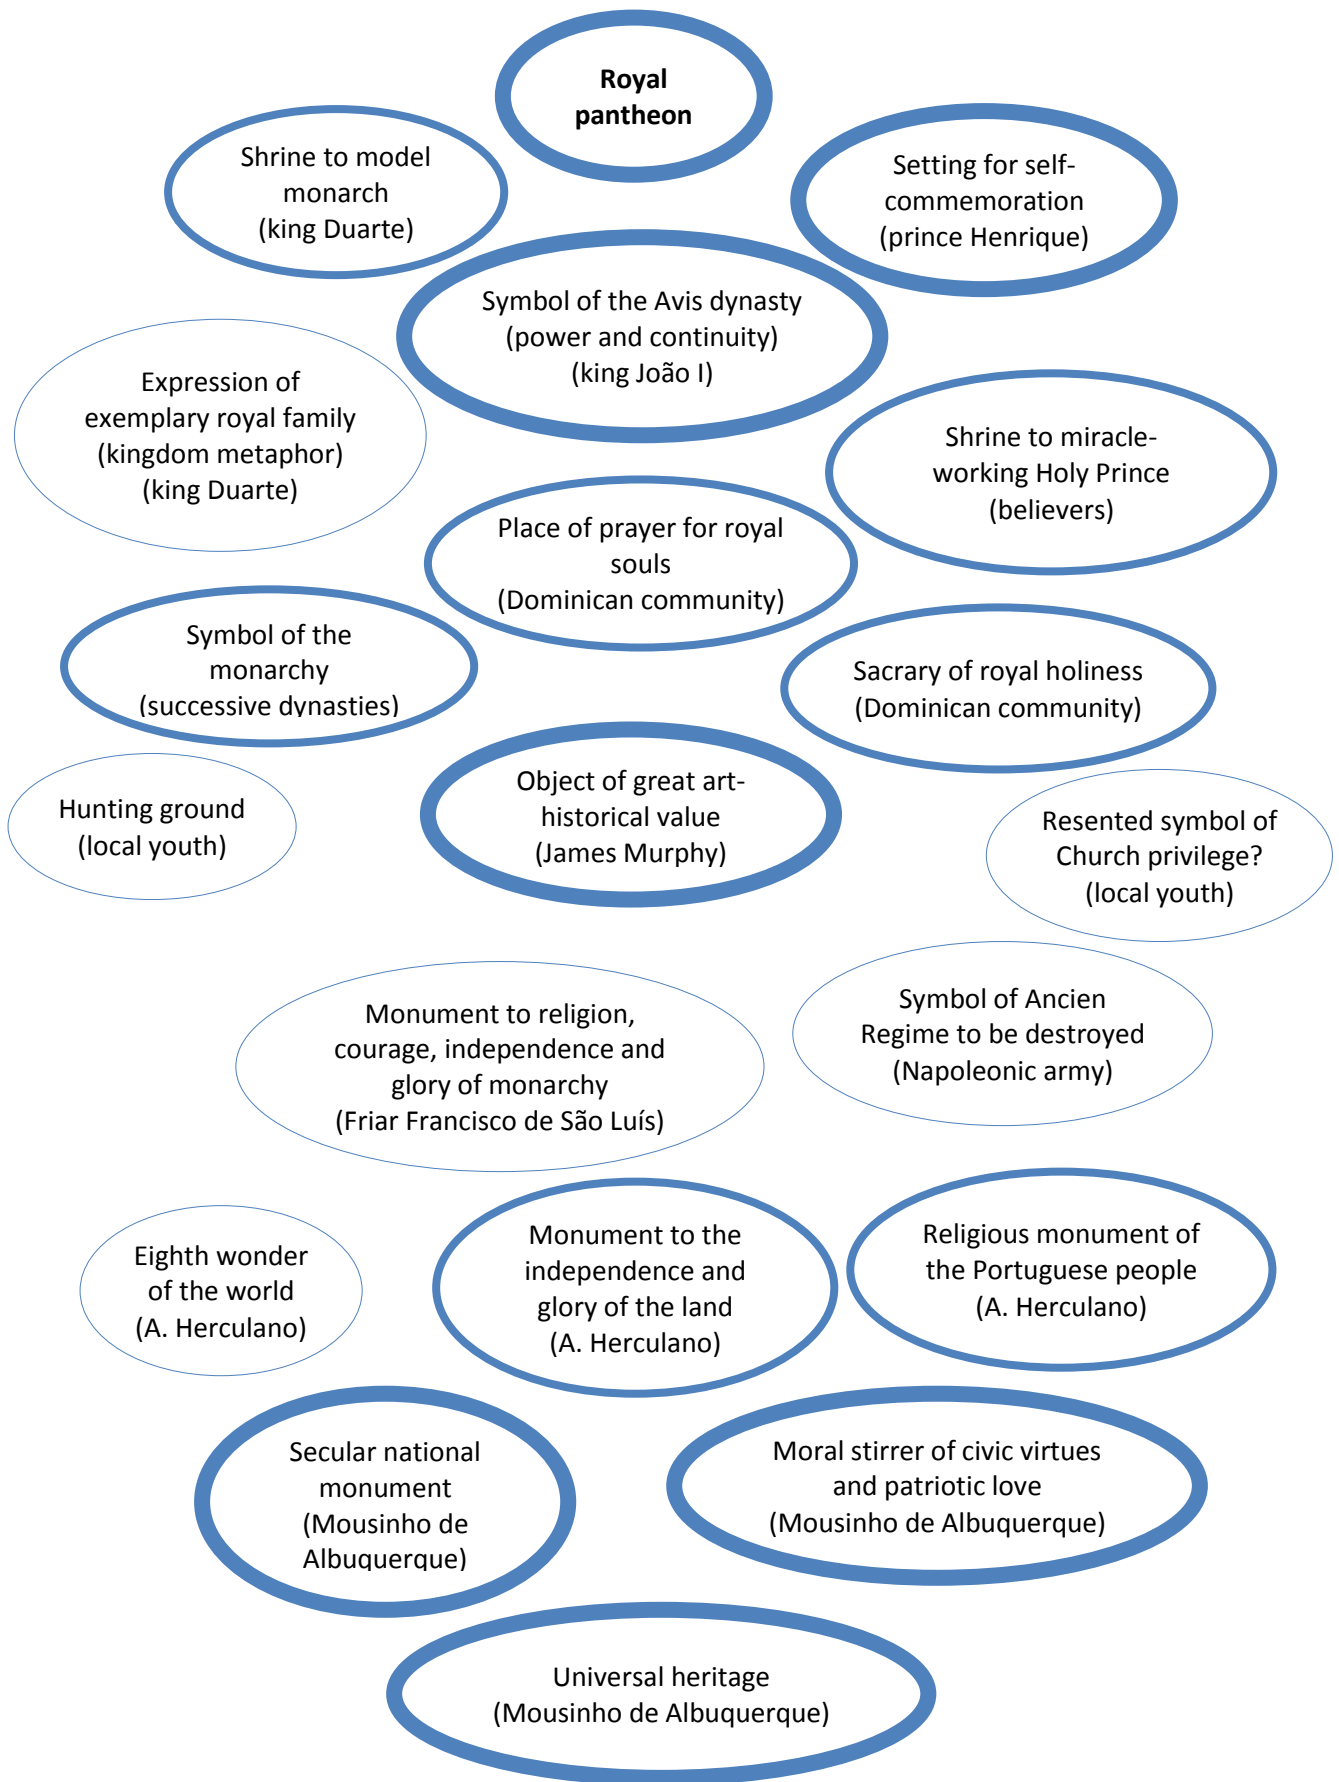 Royal
pantheon
Shrine to model
monarch
(king Duarte)
Setting for self-
commemoration
(prince Henrique)
Symbol of the Avis dynasty
(power and continuity)
(king João I)
Expression of
exemplary royal family
(kingdom metaphor)
(king Duarte)
Shrine to miracle-
working Holy Prince
(believers)
Place of prayer for royal
souls
(Dominican community)
Symbol of the
monarchy
(successive dynasties)
Sacrary of royal holiness
(Dominican community)
Object of great art-
historical value
(James Murphy)
Hunting ground
(local youth)
Resented symbol of
Church privilege?
(local youth)
Monument to religion,
courage, independence and
glory of monarchy
(Friar Francisco de São Luís)
Symbol of Ancien
Regime to be destroyed
(Napoleonic army)
Eighth wonder
of the world
(A. Herculano)
Monument to the
independence and
glory of the land
(A. Herculano)
Religious monument of
the Portuguese people
(A. Herculano)
Secular national
monument
(Mousinho de
Albuquerque)
Moral stirrer of civic virtues
and patriotic love
(Mousinho de Albuquerque)
Universal heritage
(Mousinho de Albuquerque)